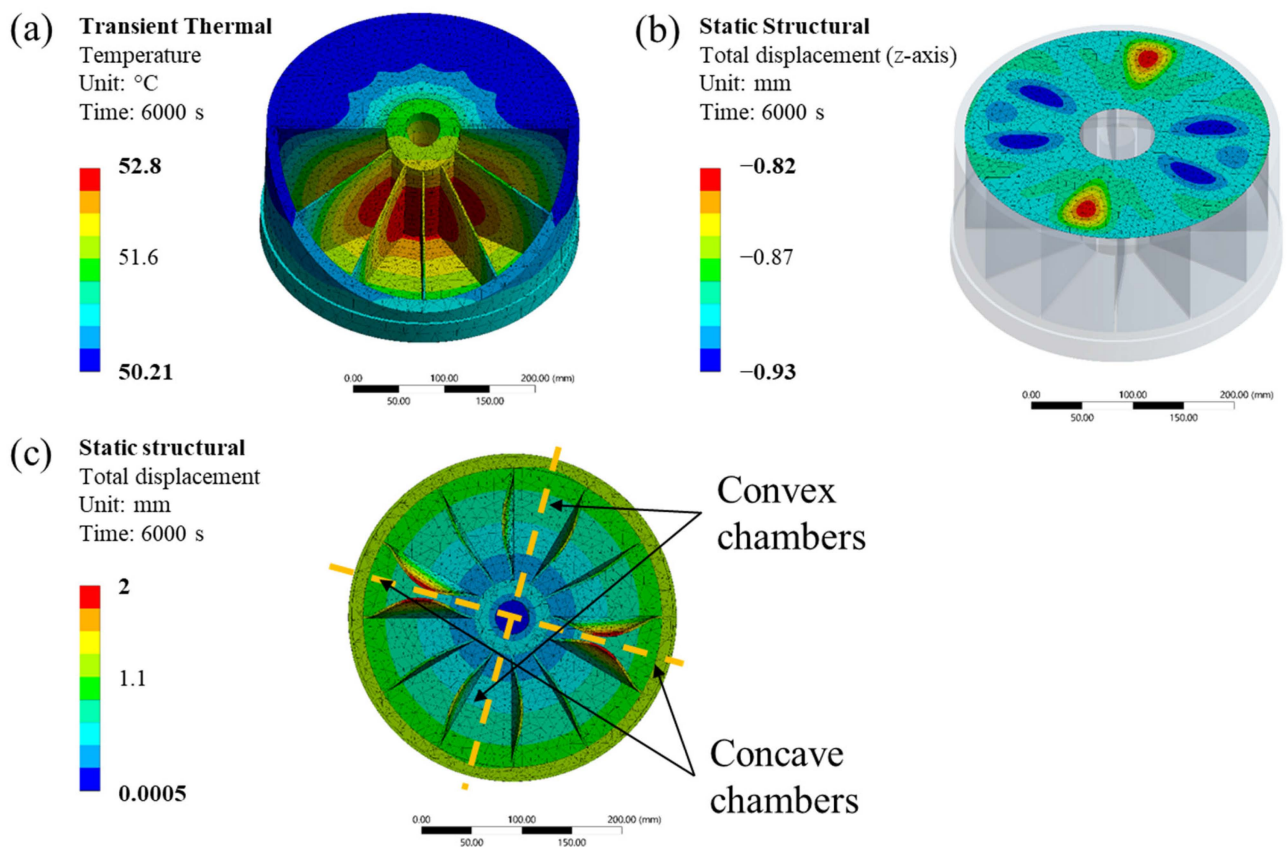 (a)
Transient Thermal
Temperature
Unit: °C
Time: 6000 s
52.8
51.6
50.21
0.00 100.00 200.00 (mm)
50.00 150.00
(b)
Static Structural
Total displacement (z-axis)
Unit: mm
Time: 6000 s
−0.82
−0.87
−0.93
0.00 100.00 200.00 (mm)
50.00 150.00
(c)
Static structural
Total displacement
Unit: mm
Time: 6000 s
2
1.1
0.0005
Convex
chambers
Concave
chambers
0.00 100.00 200.00 (mm)
50.00 150.00